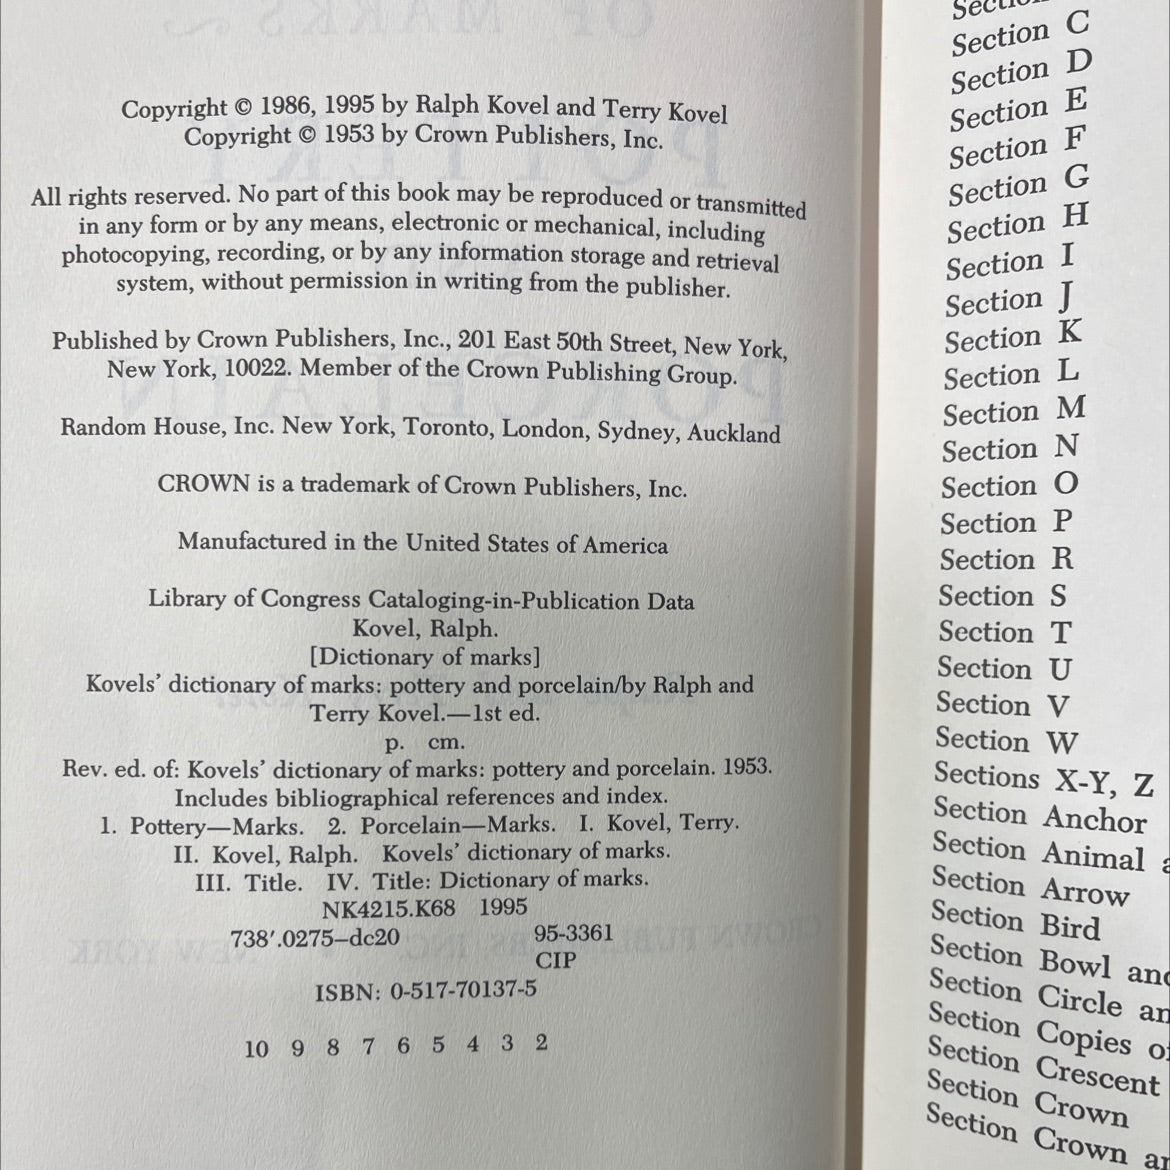 Copyright © 1986, 1995 by Ralph Kovel and Terry Kovel
Copyright © 1953 by Crown Publishers, Inc.
All rights reserved. No part of this book may be reproduced or transmitted
in any form or by any means, electronic or mechanical, including
photocopying, recording, or by any information storage and retrieval
system, without permission in writing from the publisher.
Published by Crown Publishers, Inc., 201 East 50th Street, New York,
New York, 10022. Member of the Crown Publishing Group.
Random House, Inc. New York, Toronto, London, Sydney, Auckland
CROWN is a trademark of Crown Publishers, Inc.
Manufactured in the United States of America
Library of Congress Cataloging-in-Publication Data
Kovel, Ralph.
[Dictionary of marks]
Kovels' dictionary of marks: pottery and porcelain/by Ralph and
Terry Kovel.—1st ed.
p. cm.
Rev. ed. of: Kovels' dictionary of marks: pottery and porcelain. 1953.
Includes bibliographical references and index.
1. Pottery—Marks. 2. Porcelain—Marks. I. Kovel, Terry.
II. Kovel, Ralph. Kovels' dictionary of marks.
III. Title. IV. Title: Dictionary of marks.
NK4215.K68 1995
738′.0275–dc20 95-3361
CIP
ISBN: 0-517-70137-5
10 9 8 7 6 5 4 3 2
Section C
Section D
Section E
Section F
Section G
Section H
Section I
Section J
Section K
Section L
Section M
Section N
Section O
Section P
Section R
Section S
Section T
Section U
Section V
Section W
Sections X-Y, Z
Section Anchor
Section Animal
Section Arrow
Section Bird
Section Bowl
Section Circle
Section Copies
Section Crescent
Section Crown
Section Crown